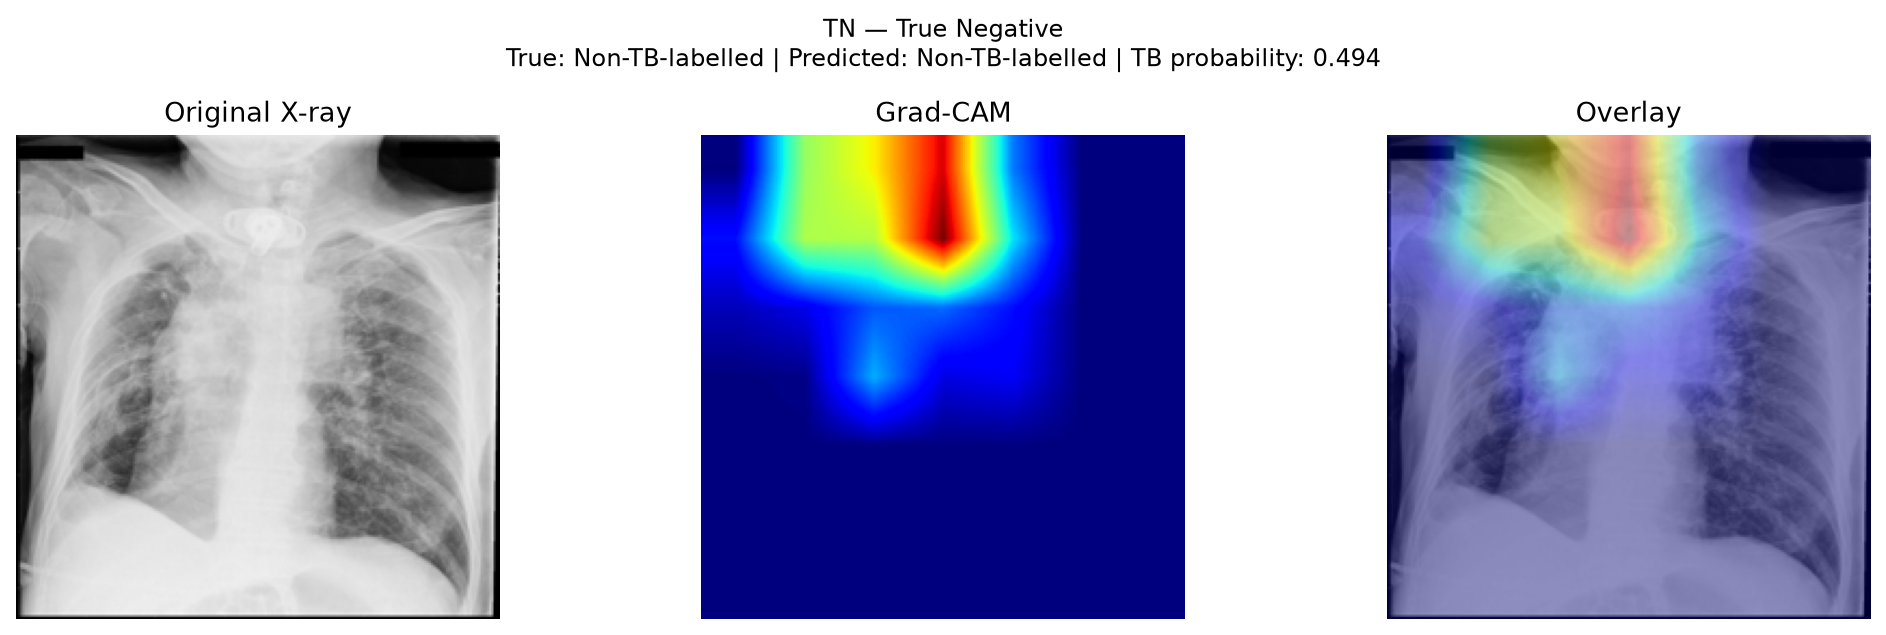 TN — True Negative
True: Non-TB-labelled | Predicted: Non-TB-labelled | TB probability: 0.494
Original X-ray
Grad-CAM
Overlay